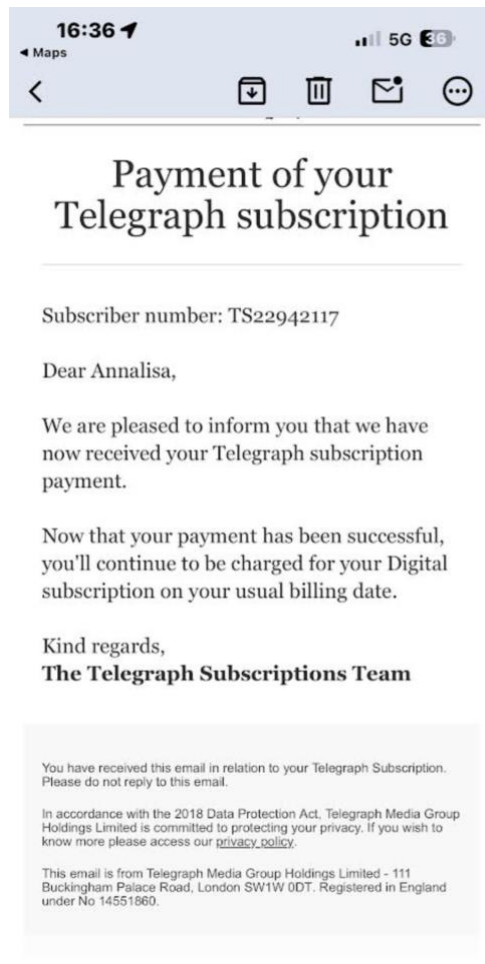 16:36
5G 36
Maps
Payment of your
Telegraph subscription
Subscriber number: TS22942117
Dear Annalisa,
We are pleased to inform you that we have
now received your Telegraph subscription
payment.
Now that your payment has been successful,
you'll continue to be charged for your Digital
subscription on your usual billing date.
Kind regards,
The Telegraph Subscriptions Team
You have received this email in relation to your Telegraph Subscription.
Please do not reply to this email.
In accordance with the 2018 Data Protection Act, Telegraph Media Group
Holdings Limited is committed to protecting your privacy. If you wish to
know more please access our privacy policy.
This email is from Telegraph Media Group Holdings Limited - 111
Buckingham Palace Road, London SW1W 0DT. Registered in England
under No 14551860.